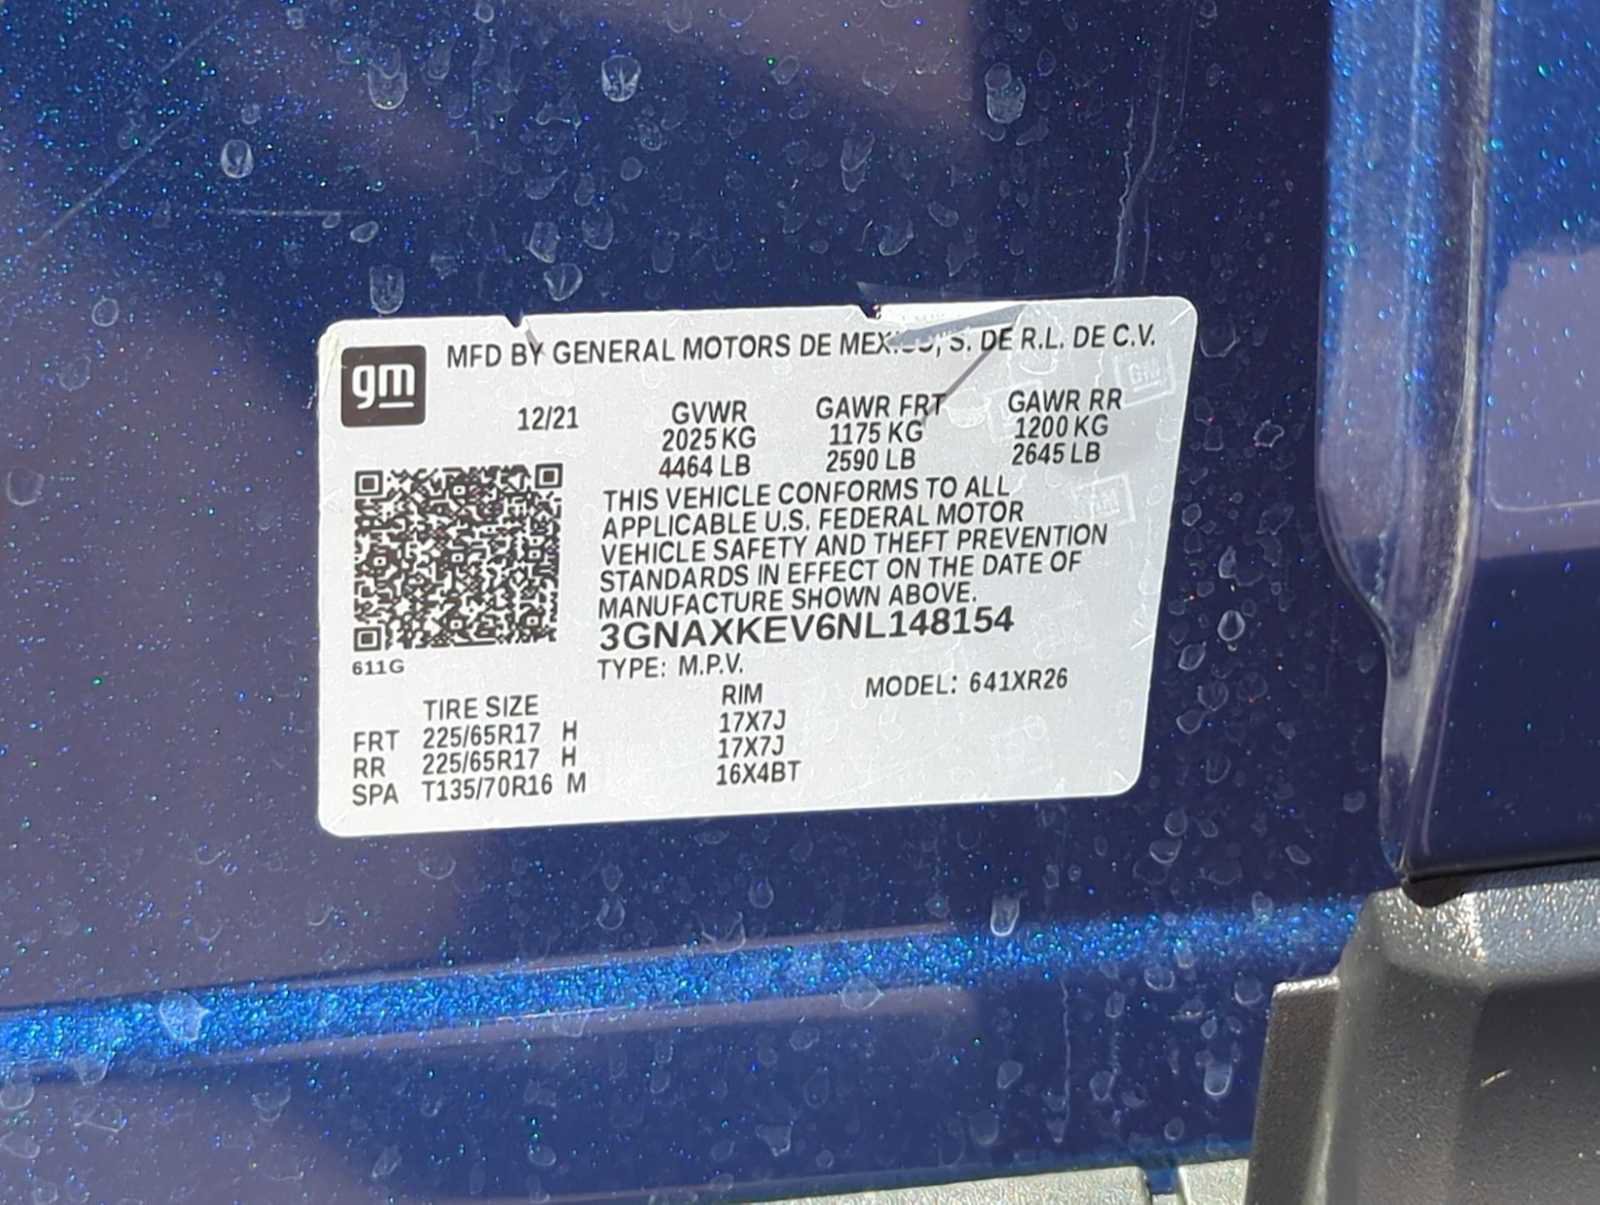 MFD BY GENERAL MOTORS DE MEXICO, S. DE R.L. DE C.V.
gm
12/21 GVWR GAWR FRT GAWR RR
2025 KG 1175 KG 1200 KG
4464 LB 2590 LB 2645 LB
THIS VEHICLE CONFORMS TO ALL
APPLICABLE U.S. FEDERAL MOTOR
VEHICLE SAFETY AND THEFT PREVENTION
STANDARDS IN EFFECT ON THE DATE OF
MANUFACTURE SHOWN ABOVE.
3GNAXKEV6NL148154
611G
TYPE: M.P.V.
TIRE SIZE RIM MODEL: 641XR26
FRT 225/65R17 H 17X7J
RR 225/65R17 H 17X7J
SPA T135/70R16 M 16X4BT